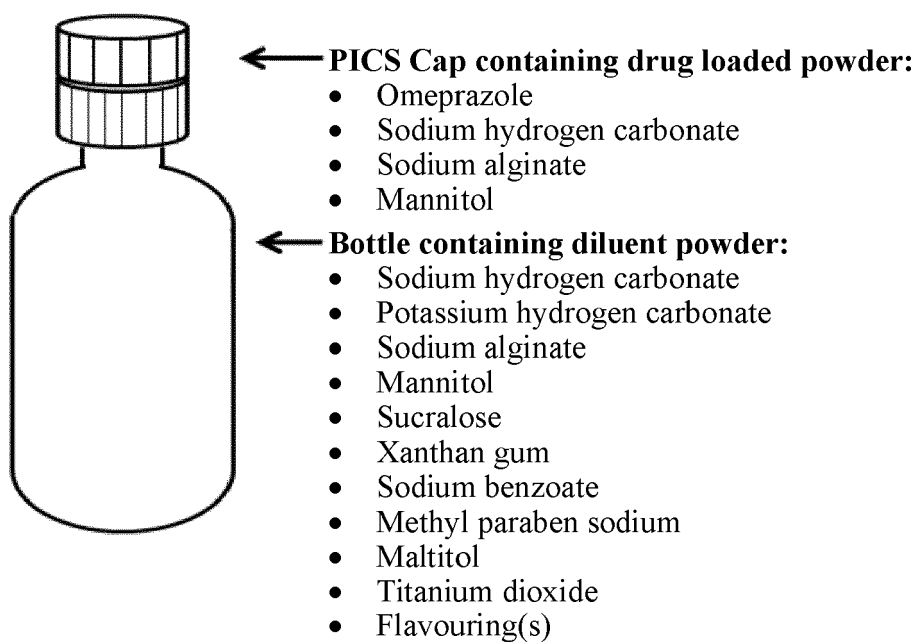 PICS Cap containing drug loaded powder:
• Omeprazole
• Sodium hydrogen carbonate
• Sodium alginate
• Mannitol
Bottle containing diluent powder:
• Sodium hydrogen carbonate
• Potassium hydrogen carbonate
• Sodium alginate
• Mannitol
• Sucralose
• Xanthan gum
• Sodium benzoate
• Methyl paraben sodium
• Maltitol
• Titanium dioxide
• Flavouring(s)